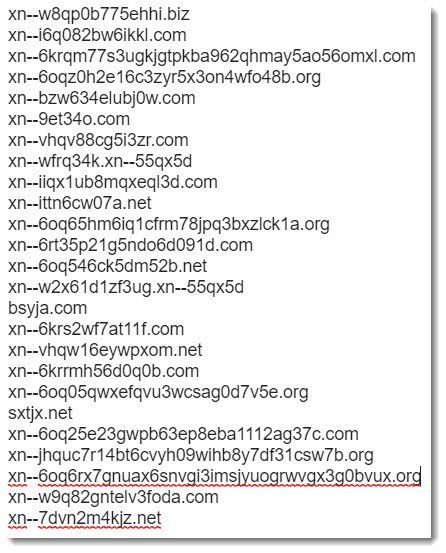 xn--w8qp0b775ehhi.biz
xn--i6q082bw6ikkl.com
xn--6krqm77s3ugkjgtpkba962qhmay5ao56omxl.com
xn--6oqz0h2e16c3zyr5x3on4wfo48b.org
xn--bzw634elubj0w.com
xn--9et34o.com
xn--vhqv88cg5i3zr.com
xn--wfrq34k.xn--55qx5d
xn--iiqx1ub8mqxeql3d.com
xn--ittn6cw07a.net
xn--6oq65hm6iq1cfrm78jpq3bxzlck1a.org
xn--6rt35p21g5ndo6d091d.com
xn--6oq546ck5dm52b.net
xn--w2x61d1zf3ug.xn--55qx5d
bsyja.com
xn--6krs2wf7at11f.com
xn--vhqw16eywpxom.net
xn--6krrmh56d0q0b.com
xn--6oq05qwxefqvu3wcsag0d7v5e.org
sxtjx.net
xn--6oq25e23gwpb63ep8eba1112ag37c.com
xn--jhquc7r14bt6cvyh09wihb8y7df31csw7b.org
xn--6oq6rx7gnuax6snvgi3imsjyuogrwvgx3g0bvux.org
xn--w9q82gntelv3foda.com
xn--7dvn2m4kjz.net